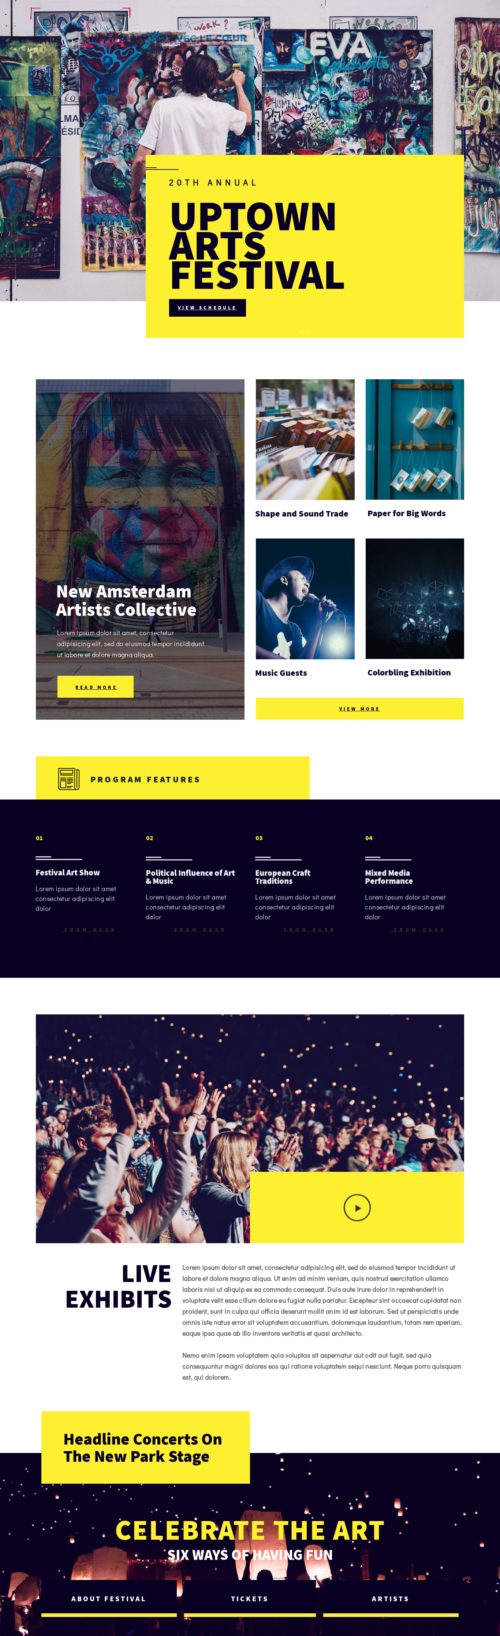 WORK?
EVA
20TH ANNUAL
UPTOWN
ARTS
FESTIVAL
VIEW SCHEDULE
New Amsterdam
Artists Collective
Lorem ipsum dolor sit amet, consectetur
adipisicing elit, sed do eiusmod tempor incididunt
ut labore et dolore magna aliqua.
READ MORE
Shape and Sound Trade
Paper for Big Words
Music Guests
Colorbling Exhibition
VIEW MORE
PROGRAM FEATURES
01
Festival Art Show
Lorem ipsum dolor sit amet
consectetur adipiscing elit
dolor
02
Political Influence of Art
& Music
Lorem ipsum dolor sit amet
consectetur adipiscing elit
dolor
03
European Craft
Traditions
Lorem ipsum dolor sit amet
consectetur adipiscing elit
dolor
04
Mixed Media
Performance
Lorem ipsum dolor sit amet
consectetur adipiscing elit
dolor
LIVE
EXHIBITS
Lorem ipsum dolor sit amet, consectetur adipisicing elit, sed do eiusmod tempor incididunt ut
labore et dolore magna aliqua. Ut enim ad minim veniam, quis nostrud exercitation ullamco
laboris nisi ut aliquip ex ea commodo consequat. Duis aute irure dolor in reprehenderit in
voluptate velit esse cillum dolore eu fugiat nulla pariatur. Excepteur sint occaecat cupidatat non
proident, sunt in culpa qui officia deserunt mollit anim id est laborum. Sed ut perspiciatis unde
omnis iste natus error sit voluptatem accusantium. doloremque laudantium, totam rem aperiam,
eaque ipsa quae ab illo inventore veritatis et quasi architecto.
Nemo enim ipsam voluptatem quia voluptas sit aspernatur aut odit aut fugit, sed quia
consequuntur magni dolores eos qui ratione voluptatem sequi nesciunt. Neque porro quisquam
est, qui dolorem.
Headline Concerts On
The New Park Stage
CELEBRATE THE ART
SIX WAYS OF HAVING FUN
ABOUT FESTIVAL
TICKETS
ARTISTS